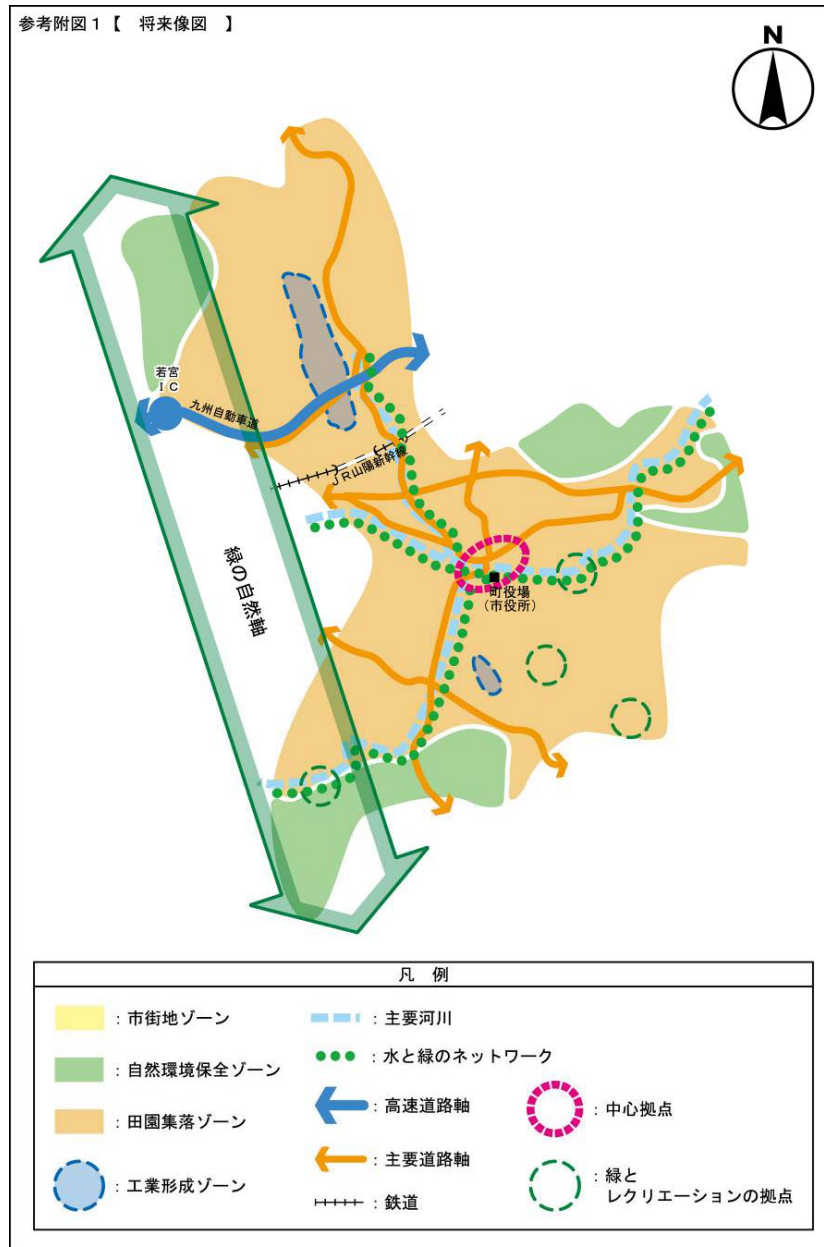 参考附図1【 将来像図 】
N
若宮
IC
九州自動車道
JR山陽新幹線
緑の自然軸
町役場
(市役所)
凡 例
:市街地ゾーン
:自然環境保全ゾーン
:田園集落ゾーン
:工業形成ゾーン
:主要河川
:水と緑のネットワーク
:高速道路軸
:主要道路軸
:鉄道
:中心拠点
:緑と
レクリエーションの拠点